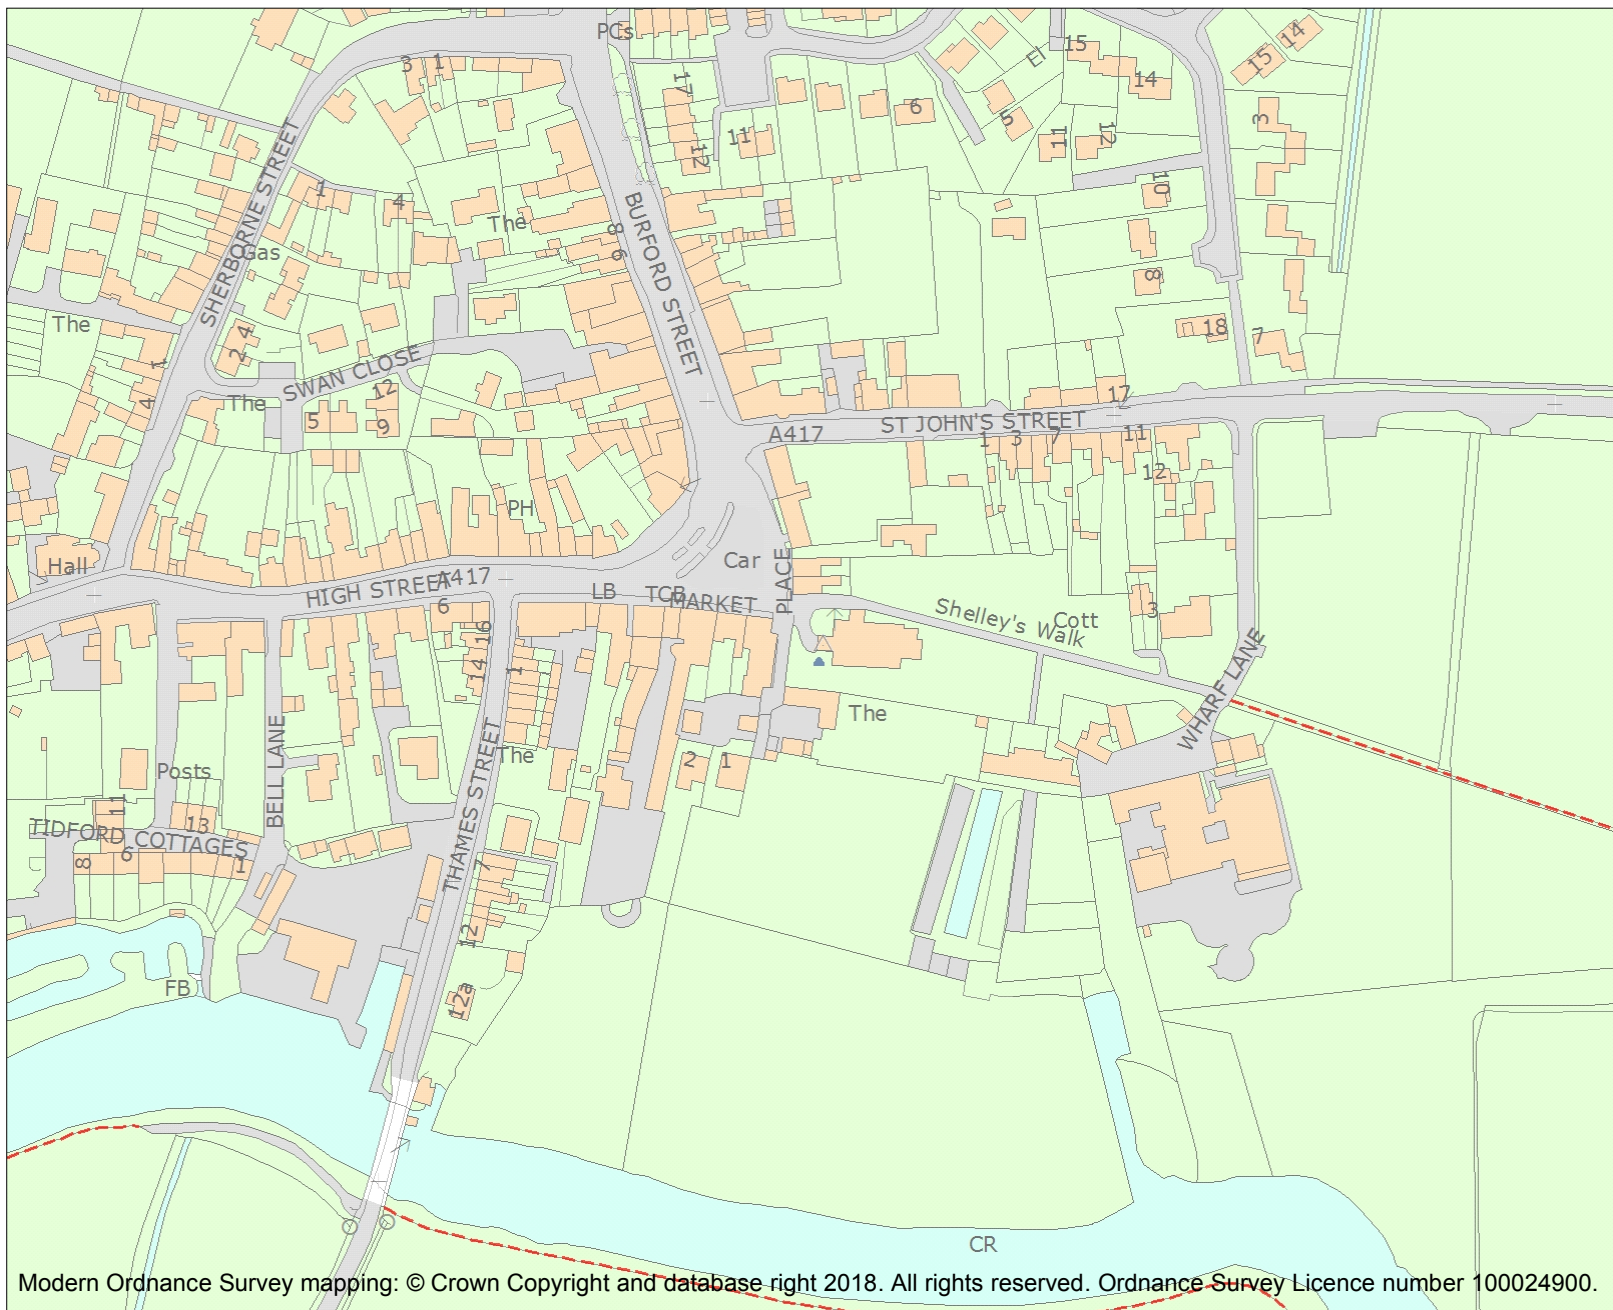 PCs
15
14
3 1
El
15
14
17
6
5
3
11
12
11
12
SHERBORNE STREET
1
4
10
The
BURFORD STREET
8
6
Gas
8
The
18
7
2 4
1
SWAN CLOSE
12
4
The
5
9
17
ST JOHN'S STREET
A417
1 3 7 11
12
PH
Car
Hall
HIGH STREET
A417
6
LB
TCB
MARKET
PLACE
Shelley's Walk
Cott
3
16
14
1
WHARF LANE
The
BELL LANE
THAMES STREET
The
2
1
Posts
11
13
TIDFORD COTTAGES
8
6
1
7
12
12a
FB
CR
Modern Ordnance Survey mapping: © Crown Copyright and database right 2018. All rights reserved. Ordnance Survey Licence number 100024900.